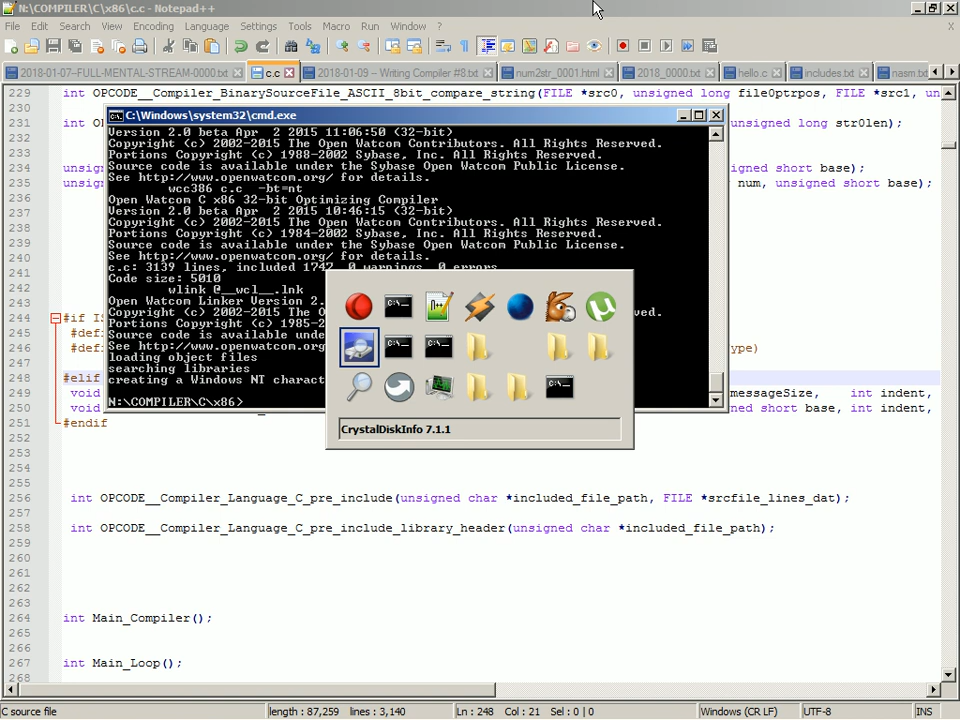 N:\COMPILER\C\x86\c.c - Notepad++
File Edit Search View Encoding Language Settings Tools Macro Run Window ?
X
2018-01-07-FULL-MENTAL-STREAM-0000.txt c.c 2018-01-09 – Writing Compiler #8.txt num2str_0001.html 2018_0000.txt hello.c includes.txt nasm.tx
229 int OPCODE__Compiler_BinarySourceFile_ASCII_8bit_compare_string(FILE *src0, unsigned long file0ptrpos, FILE *src1, un
230
231 int O unsigned long str0len);
232
233
234 unsig short base);
235 unsig num, unsigned short base);
236
237
238
239
240
241
242
243
244 #if I
245 #def
246 #def ype)
247
248 #elif
249 void messageSize, int indent,
250 void ned short base, int indent,
251 #endif
252
253
254
255
256 int OPCODE__Compiler_Language_C_pre_include(unsigned char *included_file_path, FILE *srcfile_lines_dat);
257
258 int OPCODE__Compiler_Language_C_pre_include_library_header(unsigned char *included_file_path);
259
260
261
262
263
264 int Main_Compiler();
265
266
267 int Main_Loop();
268
C:\Windows\system32\cmd.exe
Version 2.0 beta Apr 2 2015 11:06:50 (32-bit)
Copyright (c) 2002-2015 The Open Watcom Contributors. All Rights Reserved.
Portions Copyright (c) 1988-2002 Sybase, Inc. All Rights Reserved.
Source code is available under the Sybase Open Watcom Public License.
See http://www.openwatcom.org/ for details.
wcc386 c.c -bt=nt
Open Watcom C x86 32-bit Optimizing Compiler
Version 2.0 beta Apr 2 2015 10:46:15 (32-bit)
Copyright (c) 2002-2015 The Open Watcom Contributors. All Rights Reserved.
Portions Copyright (c) 1984-2002 Sybase, Inc. All Rights Reserved.
Source code is available under the Sybase Open Watcom Public License.
See http://www.openwatcom.org/ for details.
c.c: 3139 lines, included 1747, 0 warnings, 0 errors
Code size: 5010
wlink @__wcl__.lnk
Open Watcom Linker Version 2.
Copyright (c) 2002-2015 The O ved.
Portions Copyright (c) 1985-2
Source code is available unde
See http://www.openwatcom.org
loading object files
searching libraries
creating a Windows NT charact
N:\COMPILER\C\x86>
CrystalDiskInfo 7.1.1
C source file length : 87,259 lines : 3,140 Ln : 248 Col : 21 Sel : 0 | 0 Windows (CR LF) UTF-8 INS